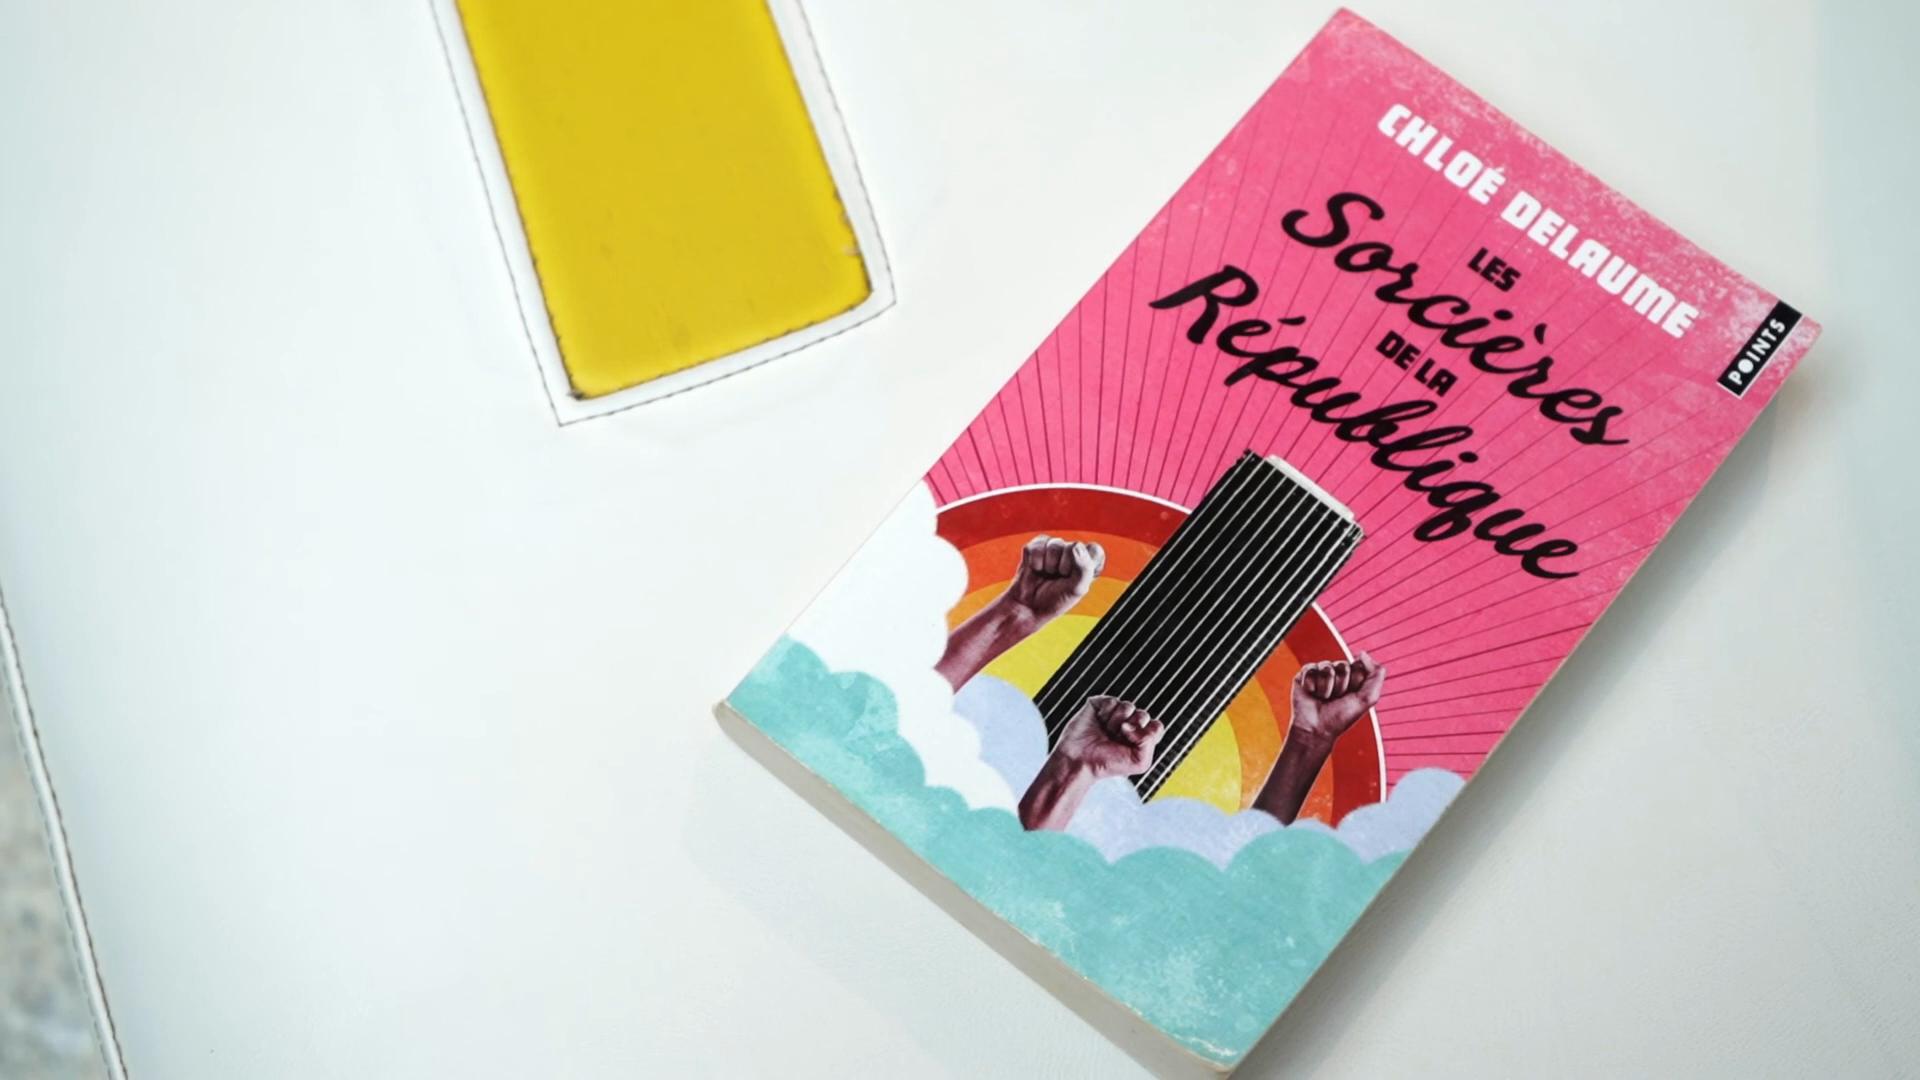 CHLOÉ DELAUME
LES
Sorcières
DE LA
République
POINTS